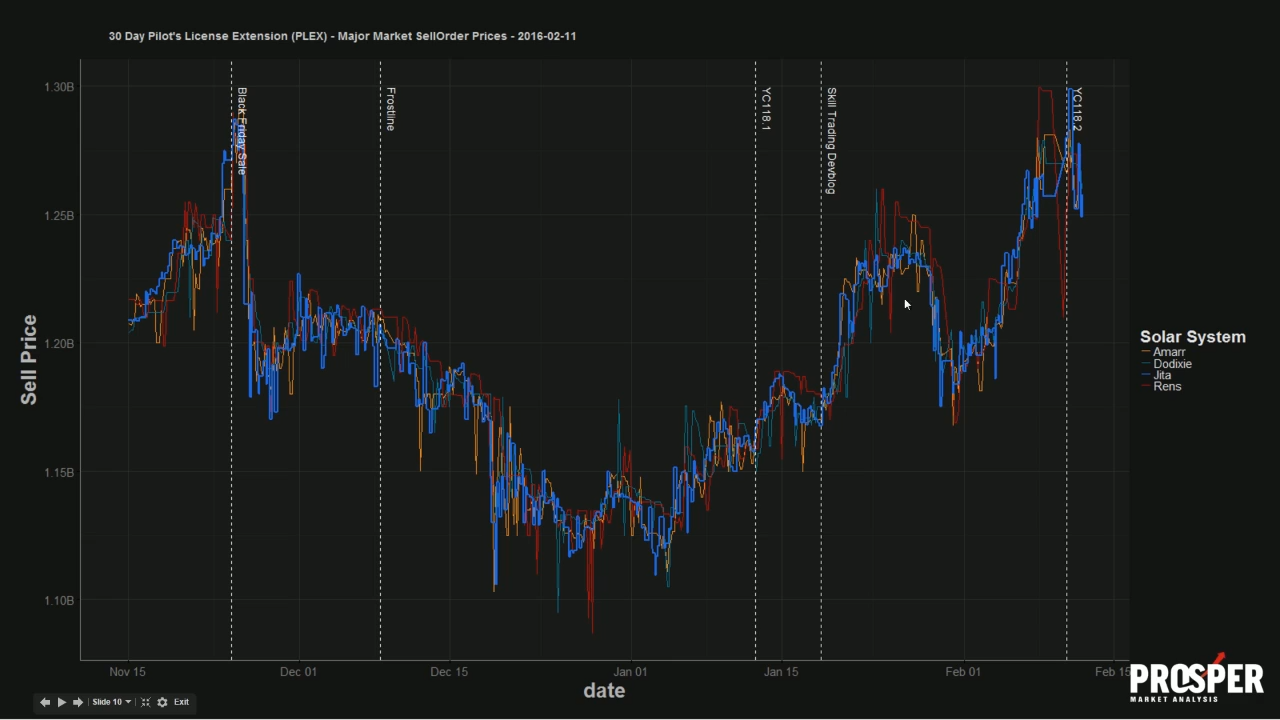 30 Day Pilot's License Extension (PLEX) - Major Market SellOrder Prices - 2016-02-11
1.30B
1.25B
1.20B
1.15B
1.10B
Sell Price
Black Friday Sale
Frostline
YC118.1
Skill Trading Devblog
YC118.2
Solar System
Amarr
Dodixie
Jita
Rens
Nov 15
Dec 01
Dec 15
Jan 01
Jan 15
Feb 01
Feb 15
date
PROSPER
MARKET ANALYSIS
Slide 10
Exit